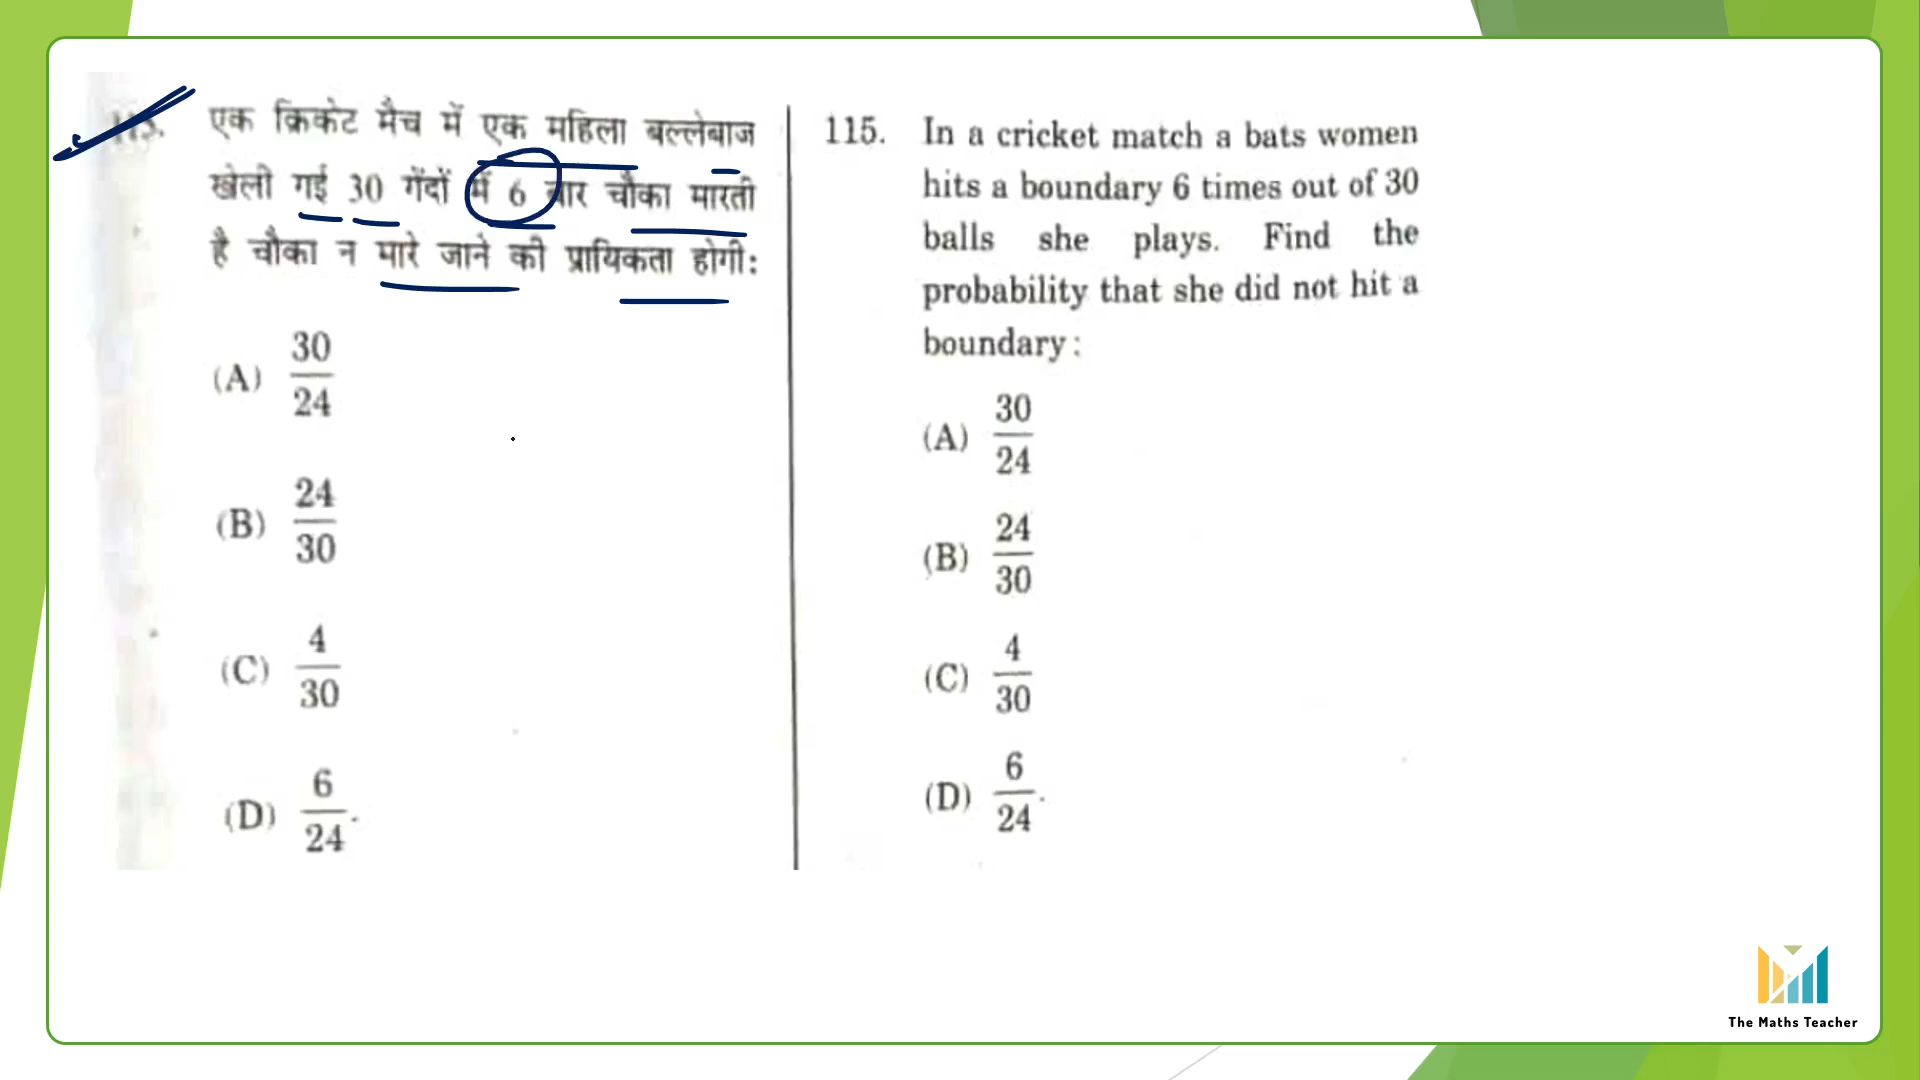 115.
एक क्रिकेट मैच में एक महिला बल्लेबाज
खेली गई 30 गेंदों में 6 बार चौका मारती
है चौका न मारे जाने की प्रायिकता होगी:
(A) 30/24
(B) 24/30
(C) 4/30
(D) 6/24.
115. In a cricket match a bats women
hits a boundary 6 times out of 30
balls she plays. Find the
probability that she did not hit a
boundary :
(A) 30/24
(B) 24/30
(C) 4/30
(D) 6/24.
The Maths Teacher